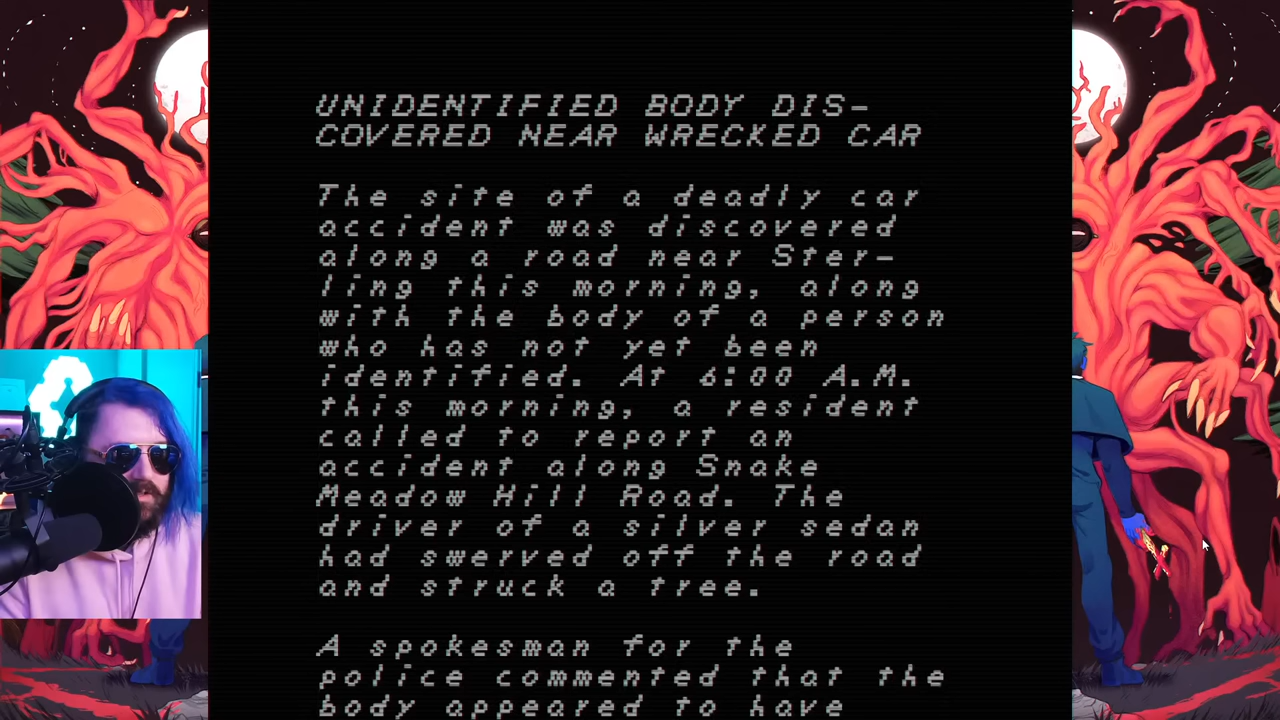 UNIDENTIFIED BODY DIS-
COVERED NEAR WRECKED CAR
The site of a deadly car
accident was discovered
along a road near Ster-
ling this morning, along
with the body of a person
who has not yet been
identified. At 6:00 A.M.
this morning, a resident
called to report an
accident along Snake
Meadow Hill Road. The
driver of a silver sedan
had swerved off the road
and struck a tree.
A spokesman for the
police commented that the
body appeared to have